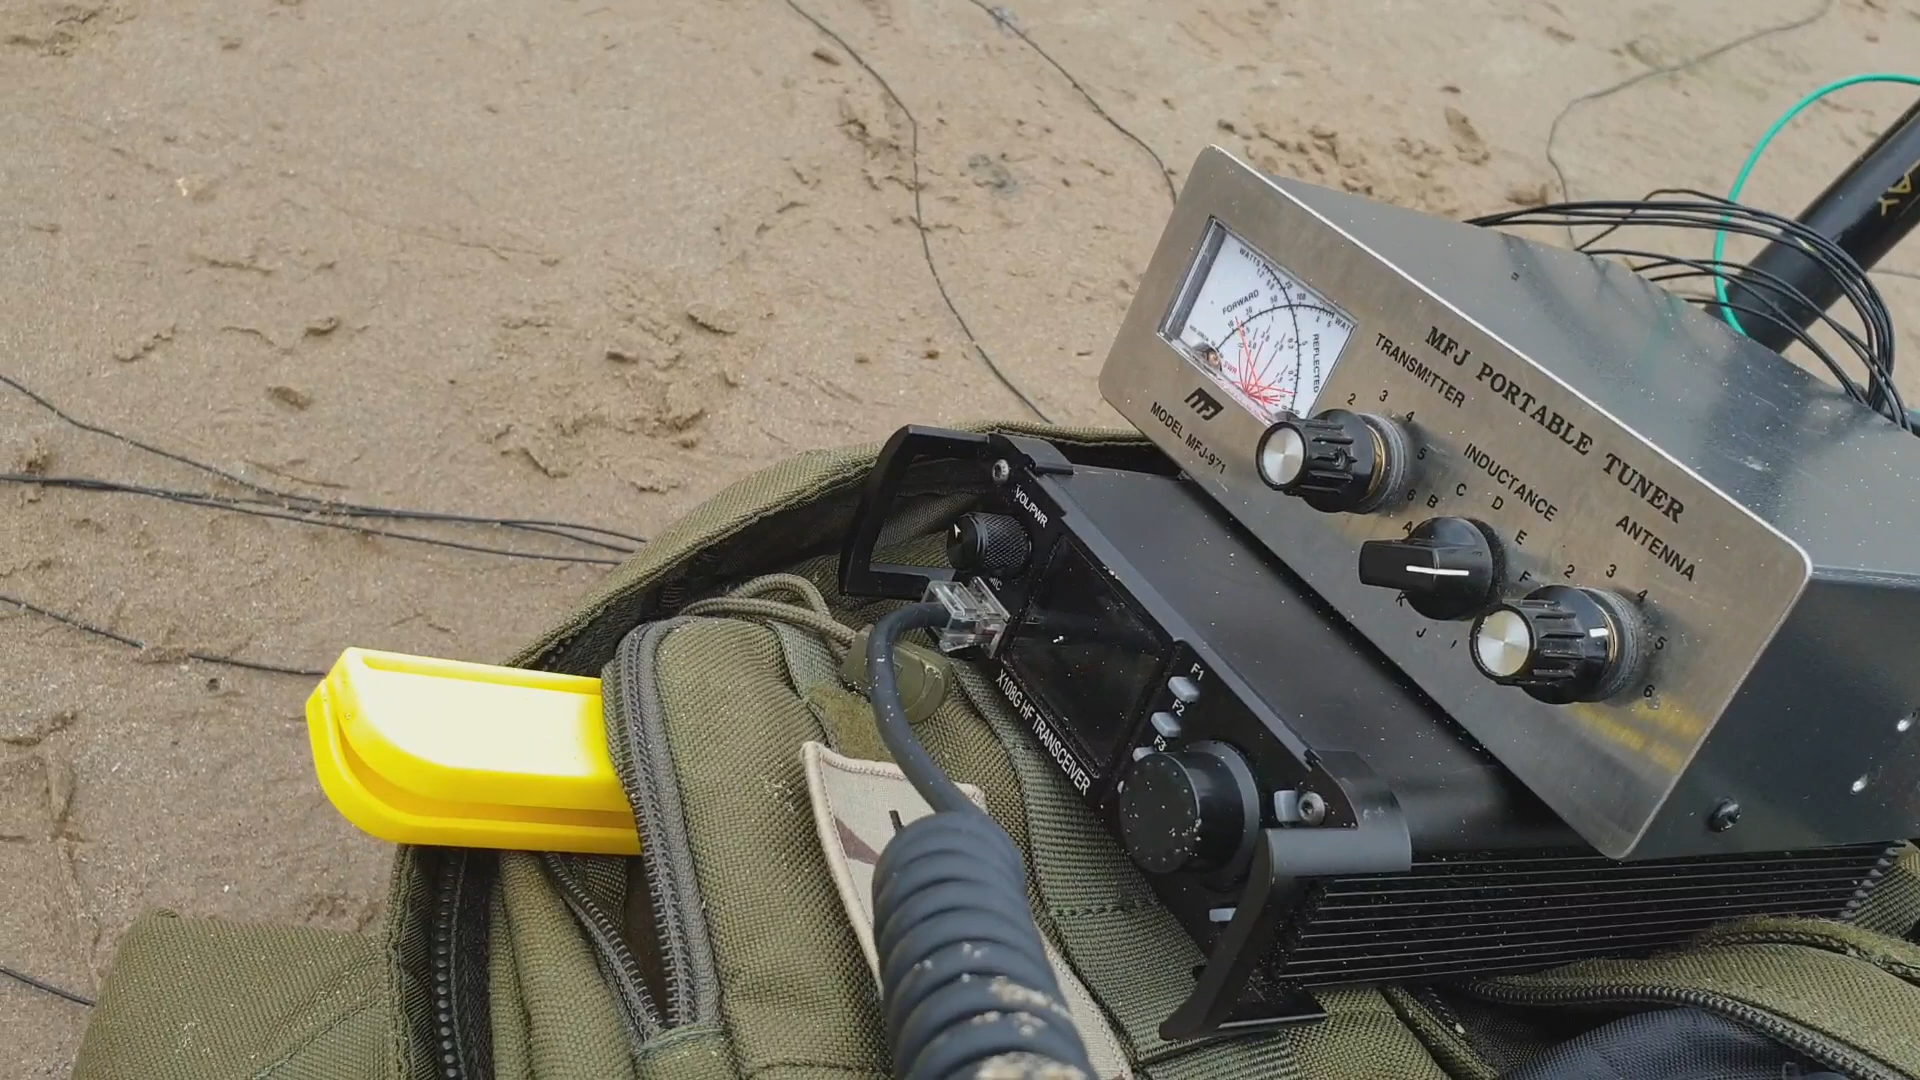 WATTS
FORWARD
REFLECTED
SWR
MFJ PORTABLE TUNER
TRANSMITTER
2 3 4 5 6
INDUCTANCE
A B C D E F
K J I
ANTENNA
2 3 4 5 6
MFJ
MODEL MFJ-971
VOL/PWR
MIC
F1
F2
F3
X108G HF TRANSCEIVER